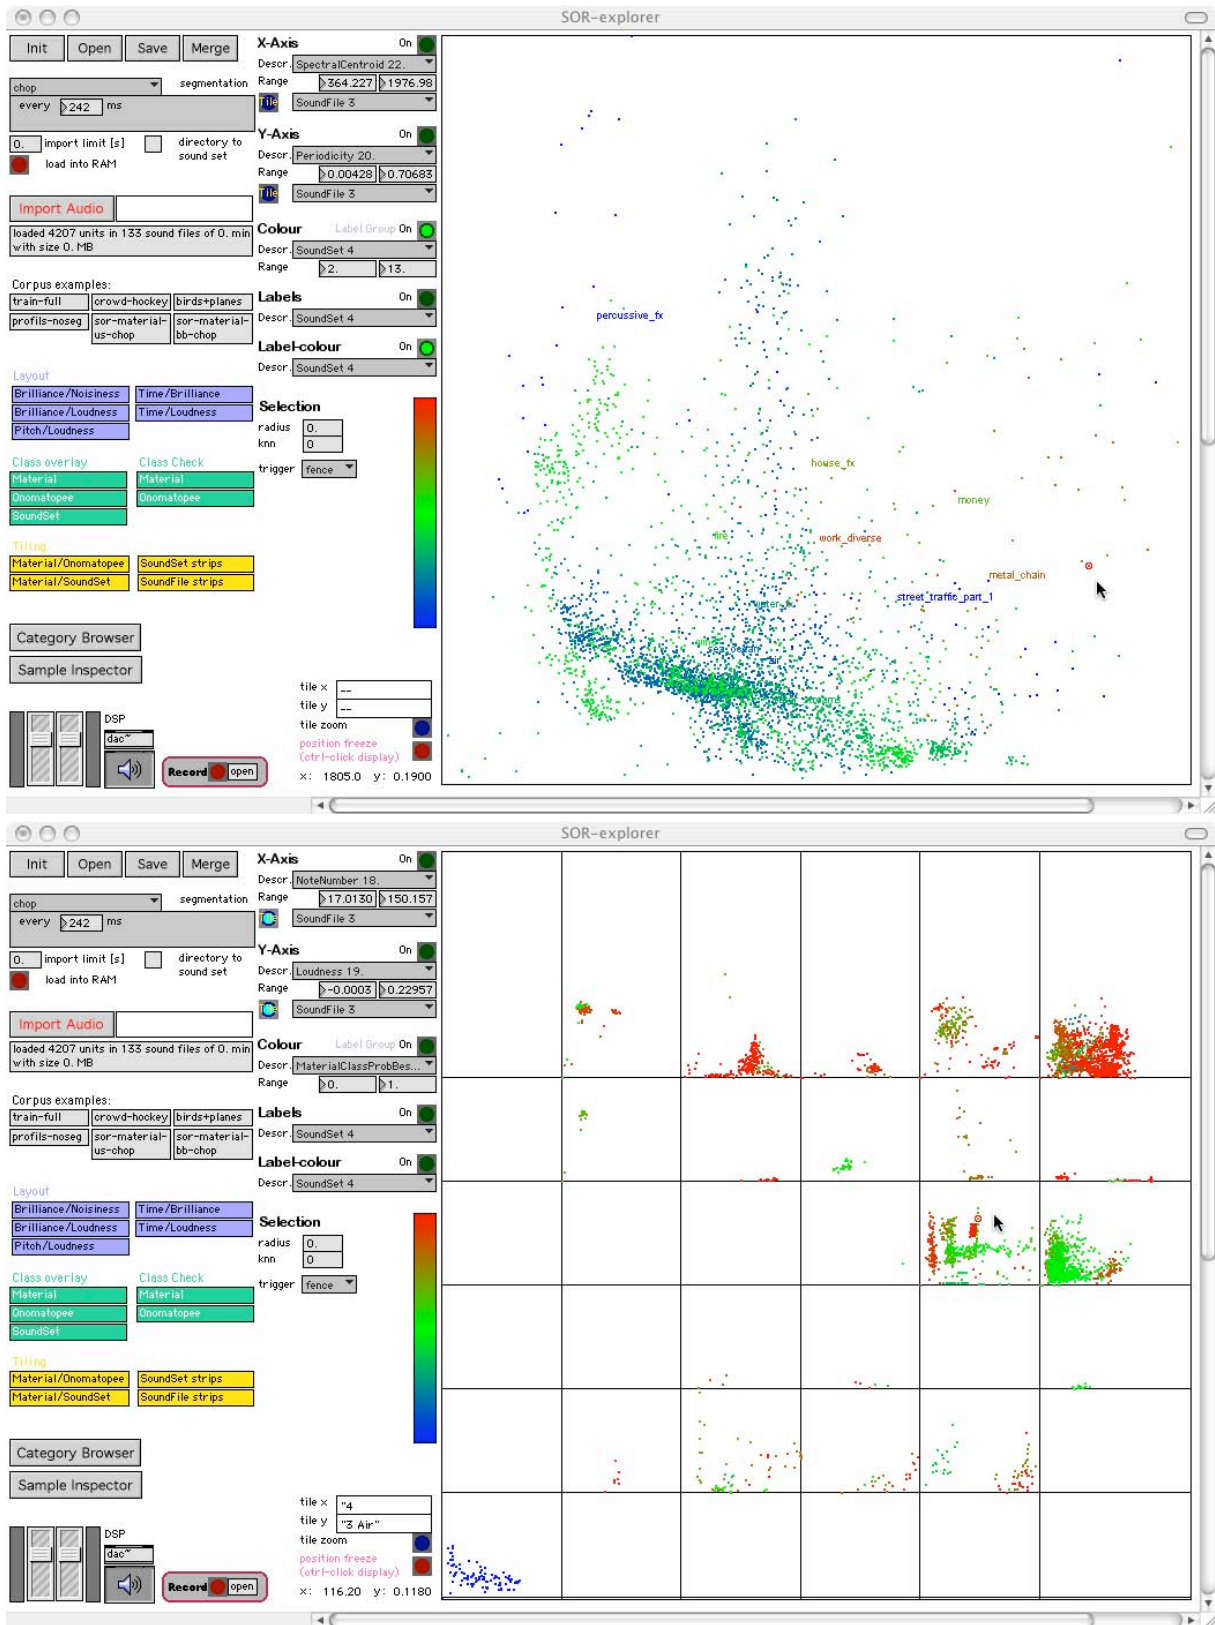 SOR-explorer
Init Open Save Merge
chop segmentation
every 242 ms
0. import limit [s] directory to sound set
load into RAM
Import Audio
loaded 4207 units in 133 sound files of 0. min
with size 0. MB
Corpus examples:
train-full crowd-hockey birds+planes
profils-noseg sor-material-us-chop sor-material-bb-chop
Layout
Brilliance/Noisiness Time/Brilliance
Brilliance/Loudness Time/Loudness
Pitch/Loudness
Class overlay Class Check
Material Material
Onomatopee Onomatopee
SoundSet
Tiling
Material/Onomatopee SoundSet strips
Material/SoundSet SoundFile strips
Category Browser
Sample Inspector
DSP
dac~
Record open
X-Axis On
Descr. SpectralCentroid 22.
Range 364.227 1976.98
Tile SoundFile 3
Y-Axis On
Descr. Periodicity 20.
Range 0.00428 0.70683
Tile SoundFile 3
Colour Label Group On
Descr. SoundSet 4
Range 2. 13.
Labels On
Descr. SoundSet 4
Label-colour On
Descr. SoundSet 4
Selection
radius 0.
knn 0
trigger fence
tile x --
tile y --
tile zoom
position freeze
(ctrl-click display)
x: 1805.0 y: 0.1900
percussive_fx
house_fx
money
fire
work_diverse
metal_chain
street_traffic_part_1
SOR-explorer
Init Open Save Merge
chop segmentation
every 242 ms
0. import limit [s] directory to sound set
load into RAM
Import Audio
loaded 4207 units in 133 sound files of 0. min
with size 0. MB
Corpus examples:
train-full crowd-hockey birds+planes
profils-noseg sor-material-us-chop sor-material-bb-chop
Layout
Brilliance/Noisiness Time/Brilliance
Brilliance/Loudness Time/Loudness
Pitch/Loudness
Class overlay Class Check
Material Material
Onomatopee Onomatopee
SoundSet
Tiling
Material/Onomatopee SoundSet strips
Material/SoundSet SoundFile strips
Category Browser
Sample Inspector
DSP
dac~
Record open
X-Axis On
Descr. NoteNumber 18.
Range 17.0130 150.157
SoundFile 3
Y-Axis On
Descr. Loudness 19.
Range -0.0003 0.22957
SoundFile 3
Colour Label Group On
Descr. MaterialClassProbBes...
Range 0. 1.
Labels On
Descr. SoundSet 4
Label-colour On
Descr. SoundSet 4
Selection
radius 0.
knn 0
trigger fence
tile x "4
tile y "3 Air"
tile zoom
position freeze
(ctrl-click display)
x: 116.20 y: 0.1180